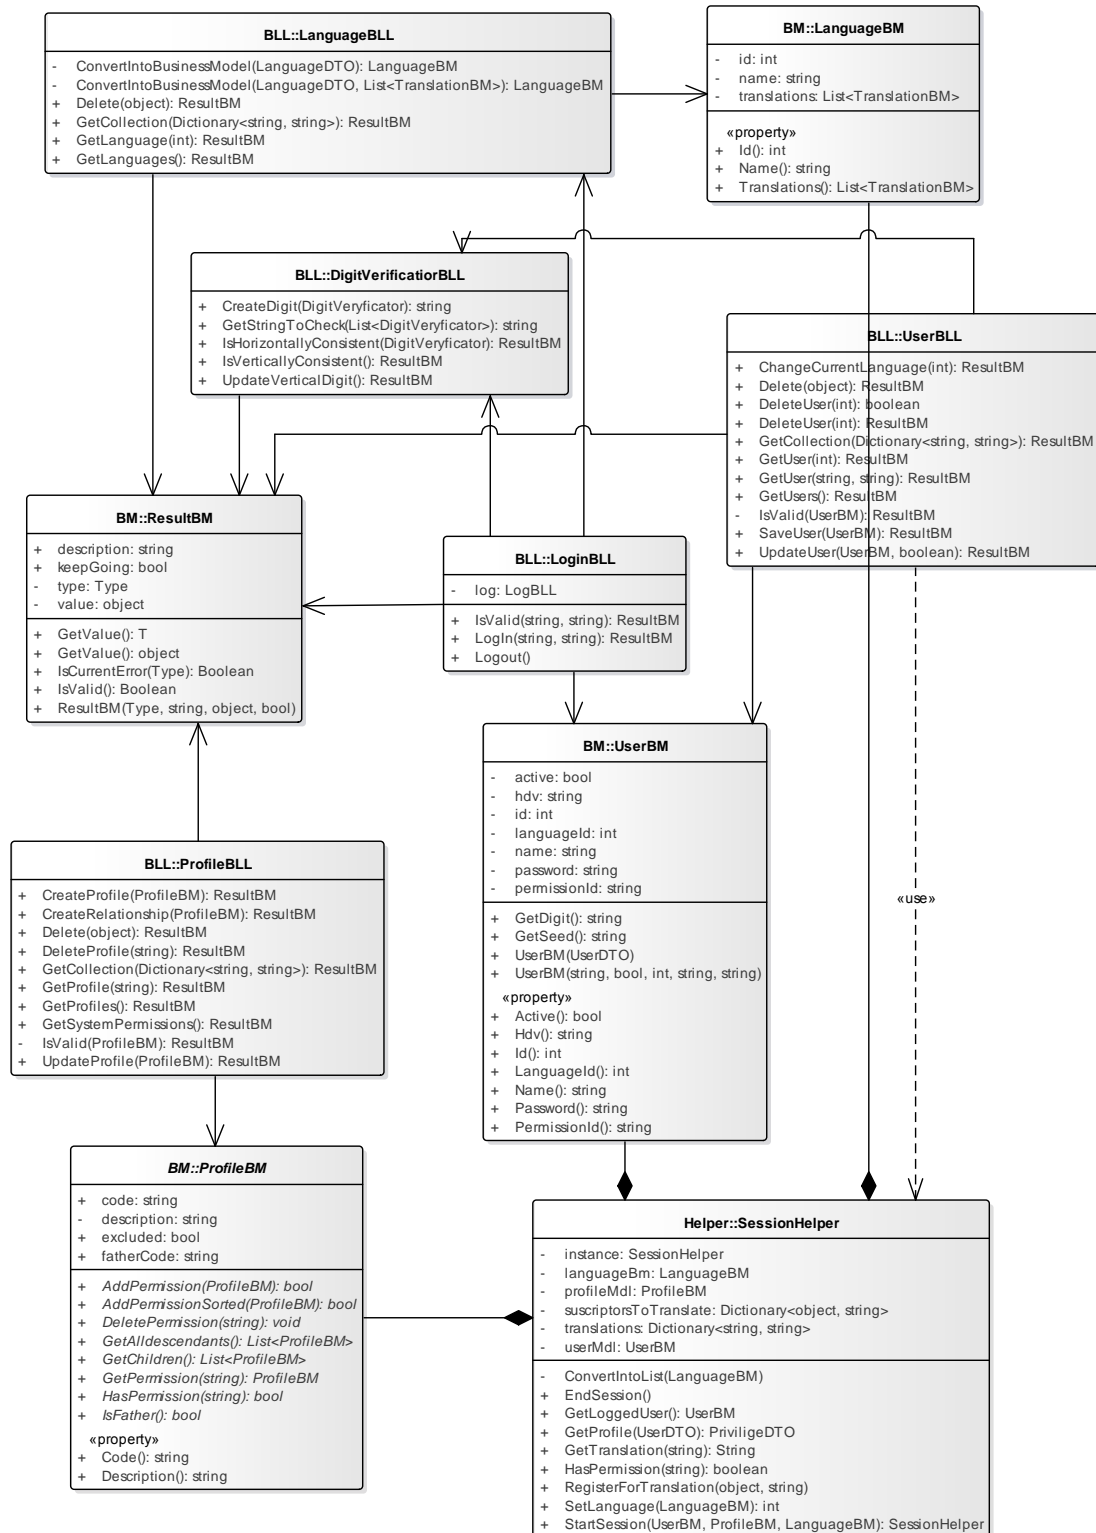 BLL::LanguageBLL
- ConvertIntoBusinessModel(LanguageDTO): LanguageBM
- ConvertIntoBusinessModel(LanguageDTO, List<TranslationBM>): LanguageBM
+ Delete(object): ResultBM
+ GetCollection(Dictionary<string, string>): ResultBM
+ GetLanguage(int): ResultBM
+ GetLanguages(): ResultBM
BM::LanguageBM
- id: int
- name: string
- translations: List<TranslationBM>
«property»
+ Id(): int
+ Name(): string
+ Translations(): List<TranslationBM>
BLL::DigitVerificatiorBLL
+ CreateDigit(DigitVeryficator): string
+ GetStringToCheck(List<DigitVeryficator>): string
+ IsHorizontallyConsistent(DigitVeryficator): ResultBM
+ IsVerticallyConsistent(): ResultBM
+ UpdateVerticalDigit(): ResultBM
BLL::UserBLL
+ ChangeCurrentLanguage(int): ResultBM
+ Delete(object): ResultBM
+ DeleteUser(int): boolean
+ DeleteUser(int): ResultBM
+ GetCollection(Dictionary<string, string>): ResultBM
+ GetUser(int): ResultBM
+ GetUser(string, string): ResultBM
+ GetUsers(): ResultBM
- IsValid(UserBM): ResultBM
+ SaveUser(UserBM): ResultBM
+ UpdateUser(UserBM, boolean): ResultBM
BM::ResultBM
+ description: string
+ keepGoing: bool
- type: Type
- value: object
+ GetValue(): T
+ GetValue(): object
+ IsCurrentError(Type): Boolean
+ IsValid(): Boolean
+ ResultBM(Type, string, object, bool)
BLL::LoginBLL
- log: LogBLL
+ IsValid(string, string): ResultBM
+ LogIn(string, string): ResultBM
+ Logout()
BM::UserBM
- active: bool
- hdv: string
- id: int
- languageId: int
- name: string
- password: string
- permissionId: string
+ GetDigit(): string
+ GetSeed(): string
+ UserBM(UserDTO)
+ UserBM(string, bool, int, string, string)
«property»
+ Active(): bool
+ Hdv(): string
+ Id(): int
+ LanguageId(): int
+ Name(): string
+ Password(): string
+ PermissionId(): string
«use»
BLL::ProfileBLL
+ CreateProfile(ProfileBM): ResultBM
+ CreateRelationship(ProfileBM): ResultBM
+ Delete(object): ResultBM
+ DeleteProfile(string): ResultBM
+ GetCollection(Dictionary<string, string>): ResultBM
+ GetProfile(string): ResultBM
+ GetProfiles(): ResultBM
+ GetSystemPermissions(): ResultBM
- IsValid(ProfileBM): ResultBM
+ UpdateProfile(ProfileBM): ResultBM
BM::ProfileBM
+ code: string
- description: string
+ excluded: bool
+ fatherCode: string
+ AddPermission(ProfileBM): bool
+ AddPermissionSorted(ProfileBM): bool
+ DeletePermission(string): void
+ GetAlldescendants(): List<ProfileBM>
+ GetChildren(): List<ProfileBM>
+ GetPermission(string): ProfileBM
+ HasPermission(string): bool
+ IsFather(): bool
«property»
+ Code(): string
+ Description(): string
Helper::SessionHelper
- instance: SessionHelper
- languageBm: LanguageBM
- profileMdl: ProfileBM
- suscriptorsToTranslate: Dictionary<object, string>
- translations: Dictionary<string, string>
- userMdl: UserBM
- ConvertIntoList(LanguageBM)
+ EndSession()
+ GetLoggedUser(): UserBM
+ GetProfile(UserDTO): PriviligeDTO
+ GetTranslation(string): String
+ HasPermission(string): boolean
+ RegisterForTranslation(object, string)
+ SetLanguage(LanguageBM): int
+ StartSession(UserBM, ProfileBM, LanguageBM): SessionHelper